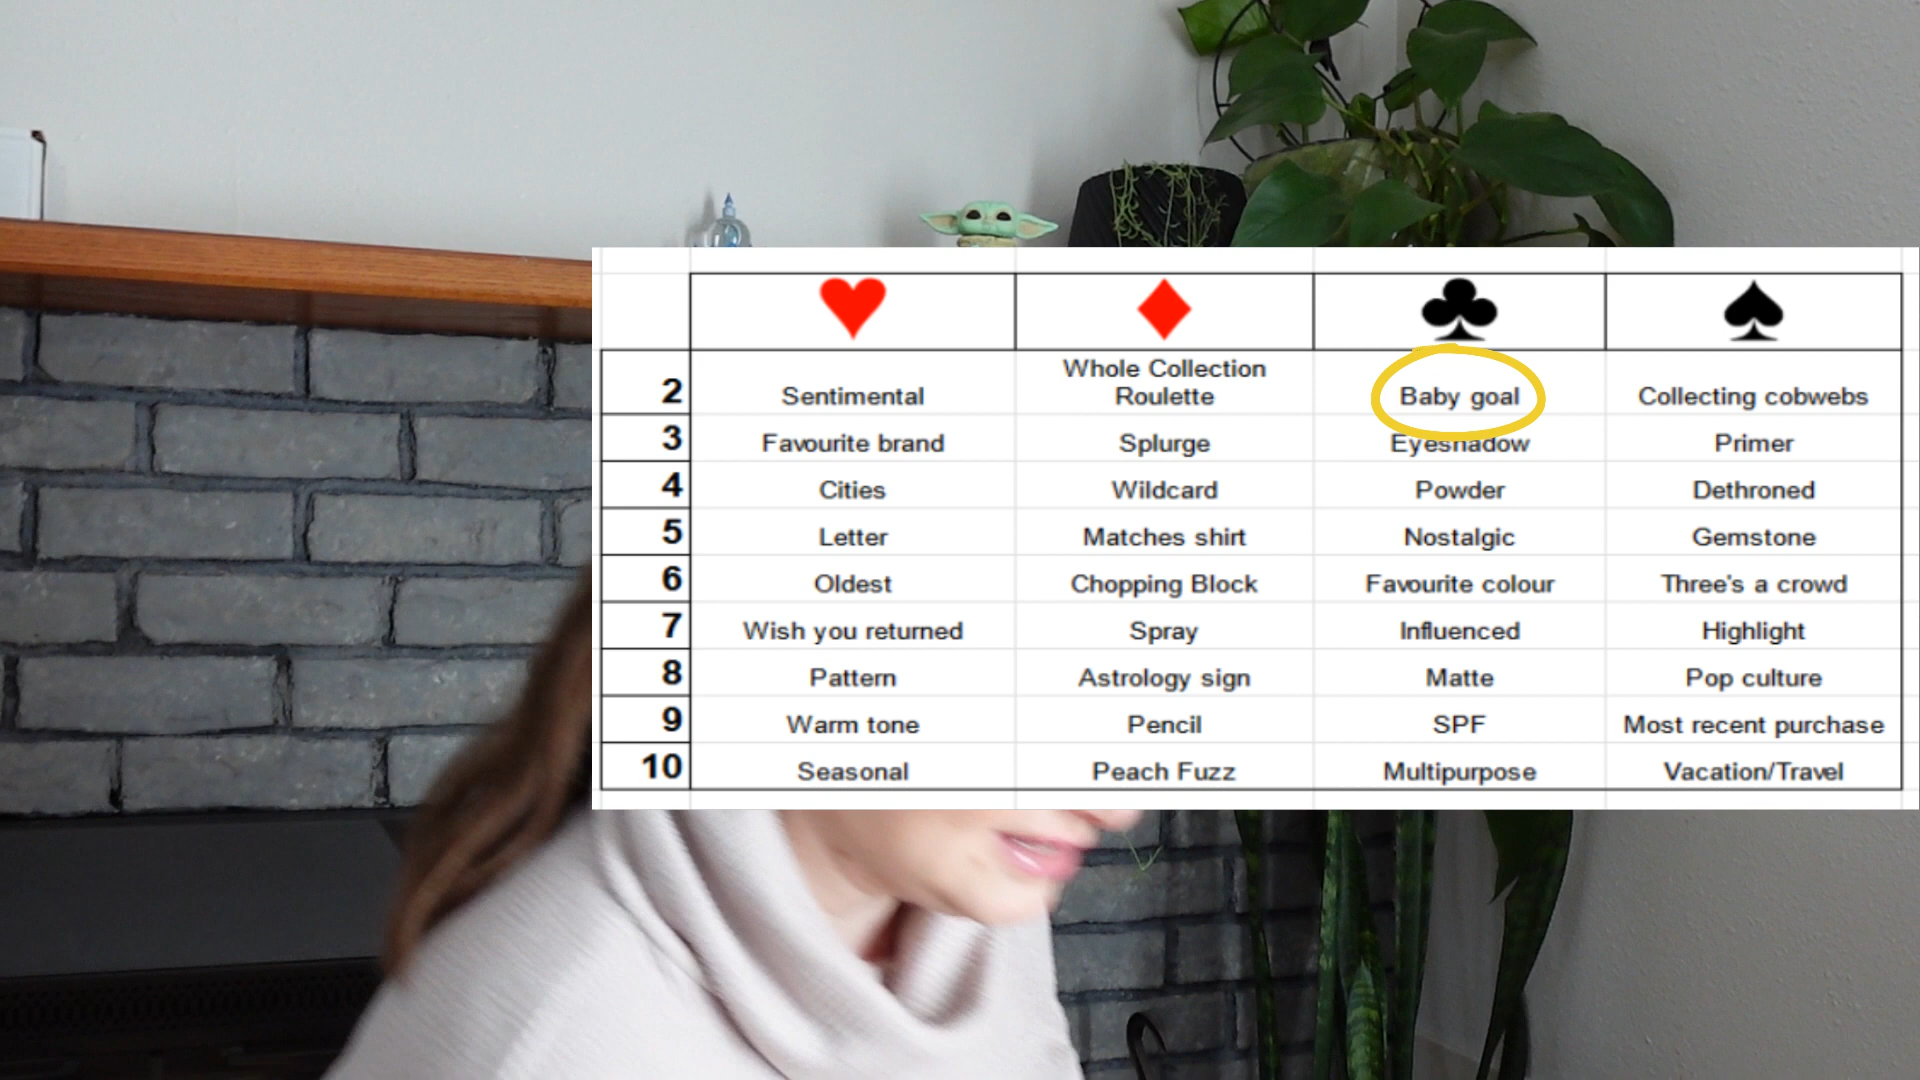 ♥ ♦ ♣ ♠
2 Sentimental Whole Collection Roulette Baby goal Collecting cobwebs
3 Favourite brand Splurge Eyeshadow Primer
4 Cities Wildcard Powder Dethroned
5 Letter Matches shirt Nostalgic Gemstone
6 Oldest Chopping Block Favourite colour Three's a crowd
7 Wish you returned Spray Influenced Highlight
8 Pattern Astrology sign Matte Pop culture
9 Warm tone Pencil SPF Most recent purchase
10 Seasonal Peach Fuzz Multipurpose Vacation/Travel